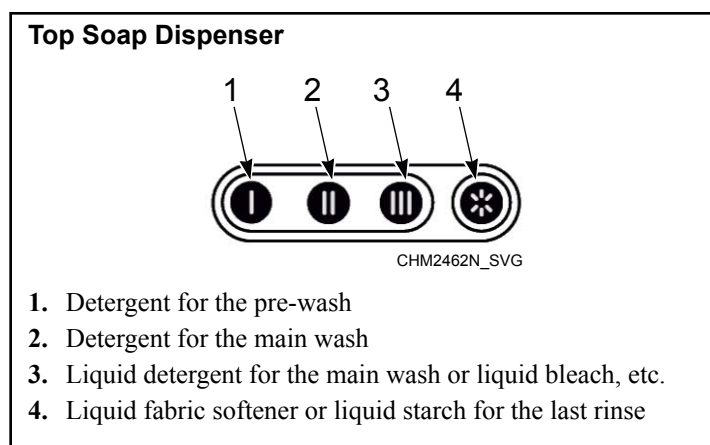 Top Soap Dispenser
1 2 3 4
I II III
CHM2462N_SVG
1. Detergent for the pre-wash
2. Detergent for the main wash
3. Liquid detergent for the main wash or liquid bleach, etc.
4. Liquid fabric softener or liquid starch for the last rinse